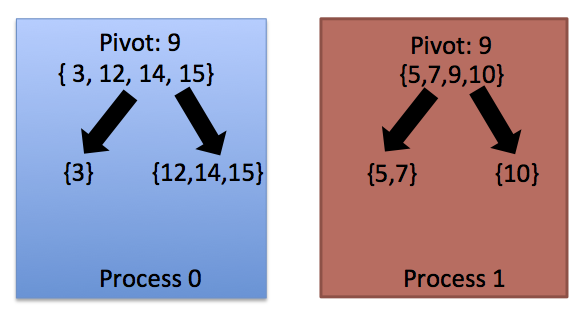 Pivot: 9
{ 3, 12, 14, 15}
{3}
{12,14,15}
Process 0
Pivot: 9
{5,7,9,10}
{5,7}
{10}
Process 1